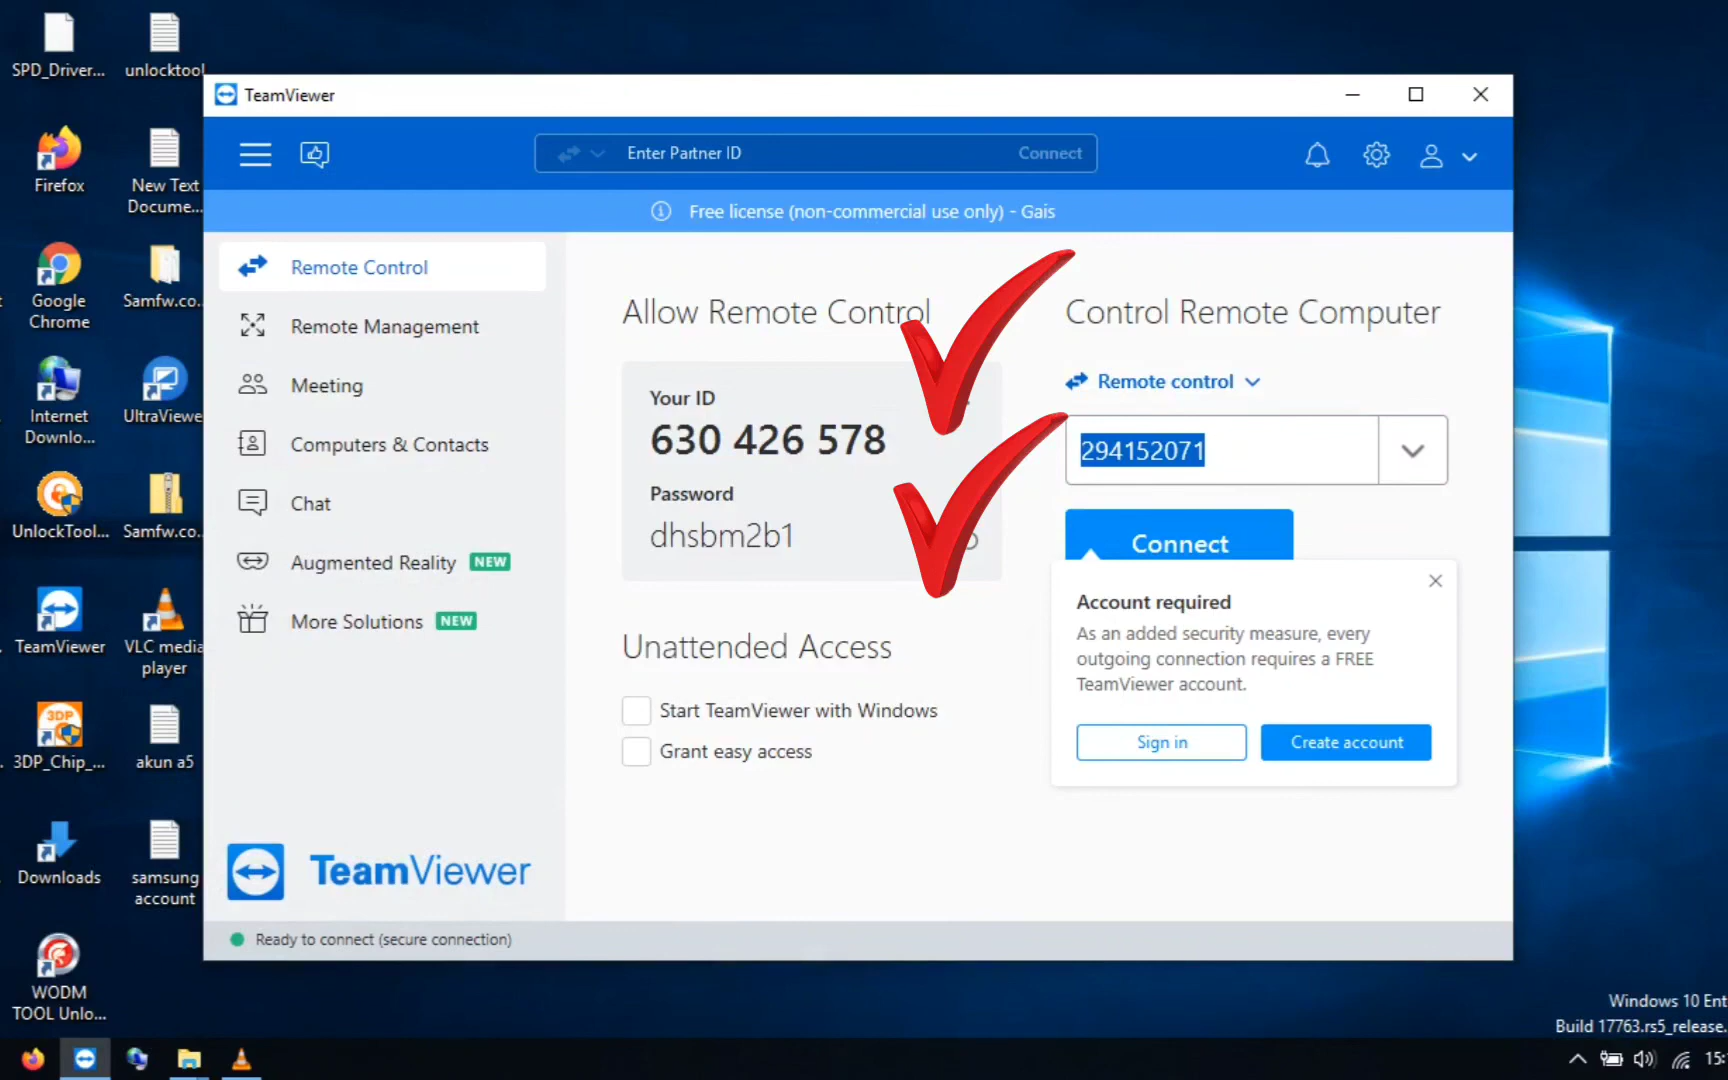 SPD_Driver...
unlocktool
Firefox
New Text
Docume...
Google
Chrome
Samfw.co...
Internet
Downlo...
UltraViewe
UnlockTool...
Samfw.co...
TeamViewer
VLC media
player
3DP
3DP_Chip_...
akun a5
Downloads
samsung
account
WODM
TOOL Unlo...
TeamViewer
Enter Partner ID
Connect
Free license (non-commercial use only) - Gais
Remote Control
Remote Management
Meeting
Computers & Contacts
Chat
Augmented Reality NEW
More Solutions NEW
TeamViewer
Ready to connect (secure connection)
Allow Remote Control
Your ID
630 426 578
Password
dhsbm2b1
Unattended Access
Start TeamViewer with Windows
Grant easy access
Control Remote Computer
Remote control
294152071
Connect
Account required
As an added security measure, every
outgoing connection requires a FREE
TeamViewer account.
Sign in
Create account
Windows 10 Ent
Build 17763.rs5_release.
15: